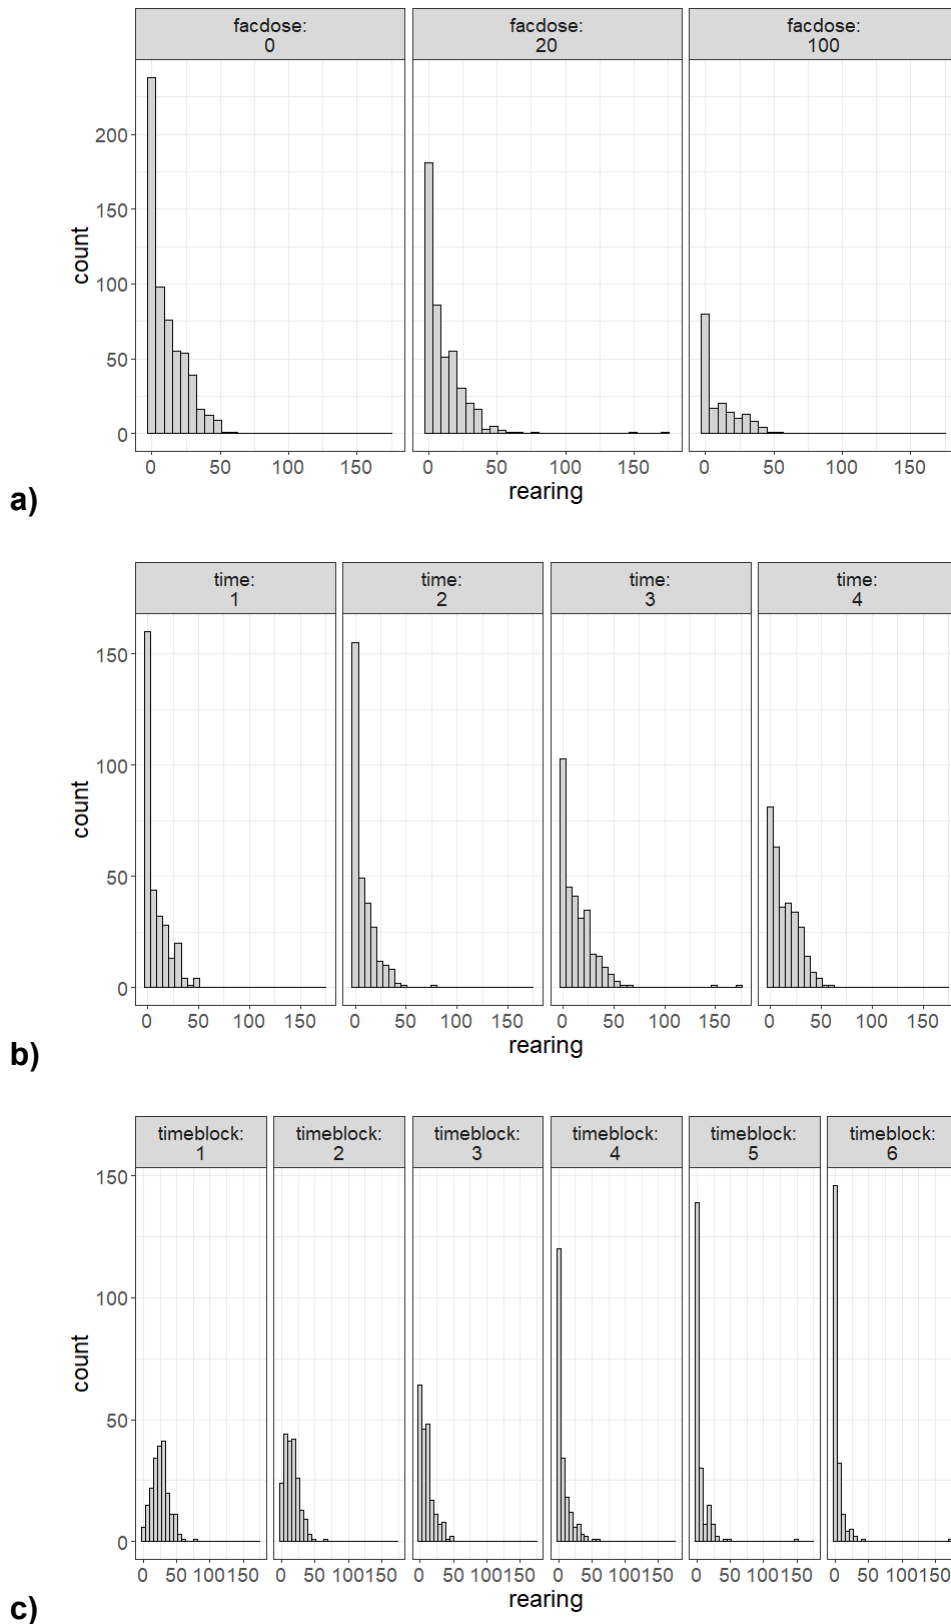 facdose: facdose: facdose:
0 20 100
200
150
100
50
0
count
0 50 100 150 0 50 100 150 0 50 100 150
rearing
a)
time: time: time: time:
1 2 3 4
150
100
50
0
count
0 50 100 150 0 50 100 150 0 50 100 150 0 50 100 150
rearing
b)
timeblock: timeblock: timeblock: timeblock: timeblock: timeblock:
1 2 3 4 5 6
150
100
50
0
count
0 50 100150 0 50 100150 0 50 100150 0 50 100150 0 50 100150 0 50 100150
rearing
c)